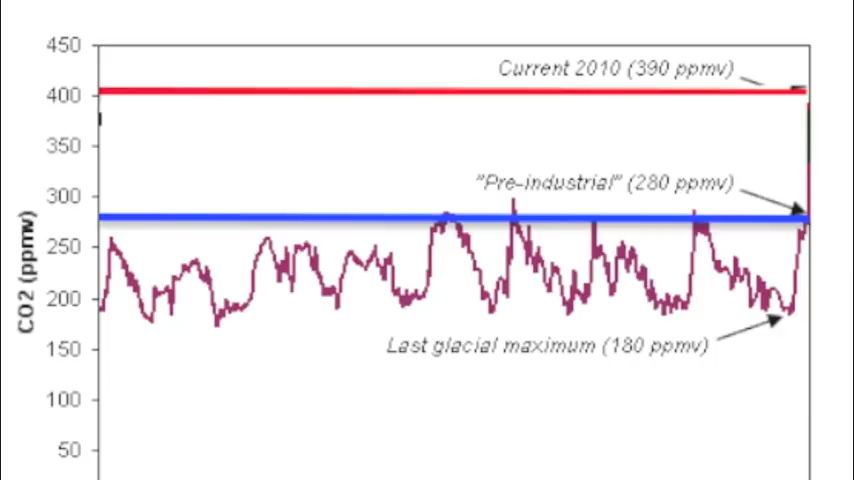 450
Current 2010 (390 ppmv)
400
350
"Pre-industrial" (280 ppmv)
300
250
CO2 (ppmv)
200
Last glacial maximum (180 ppmv)
150
100
50